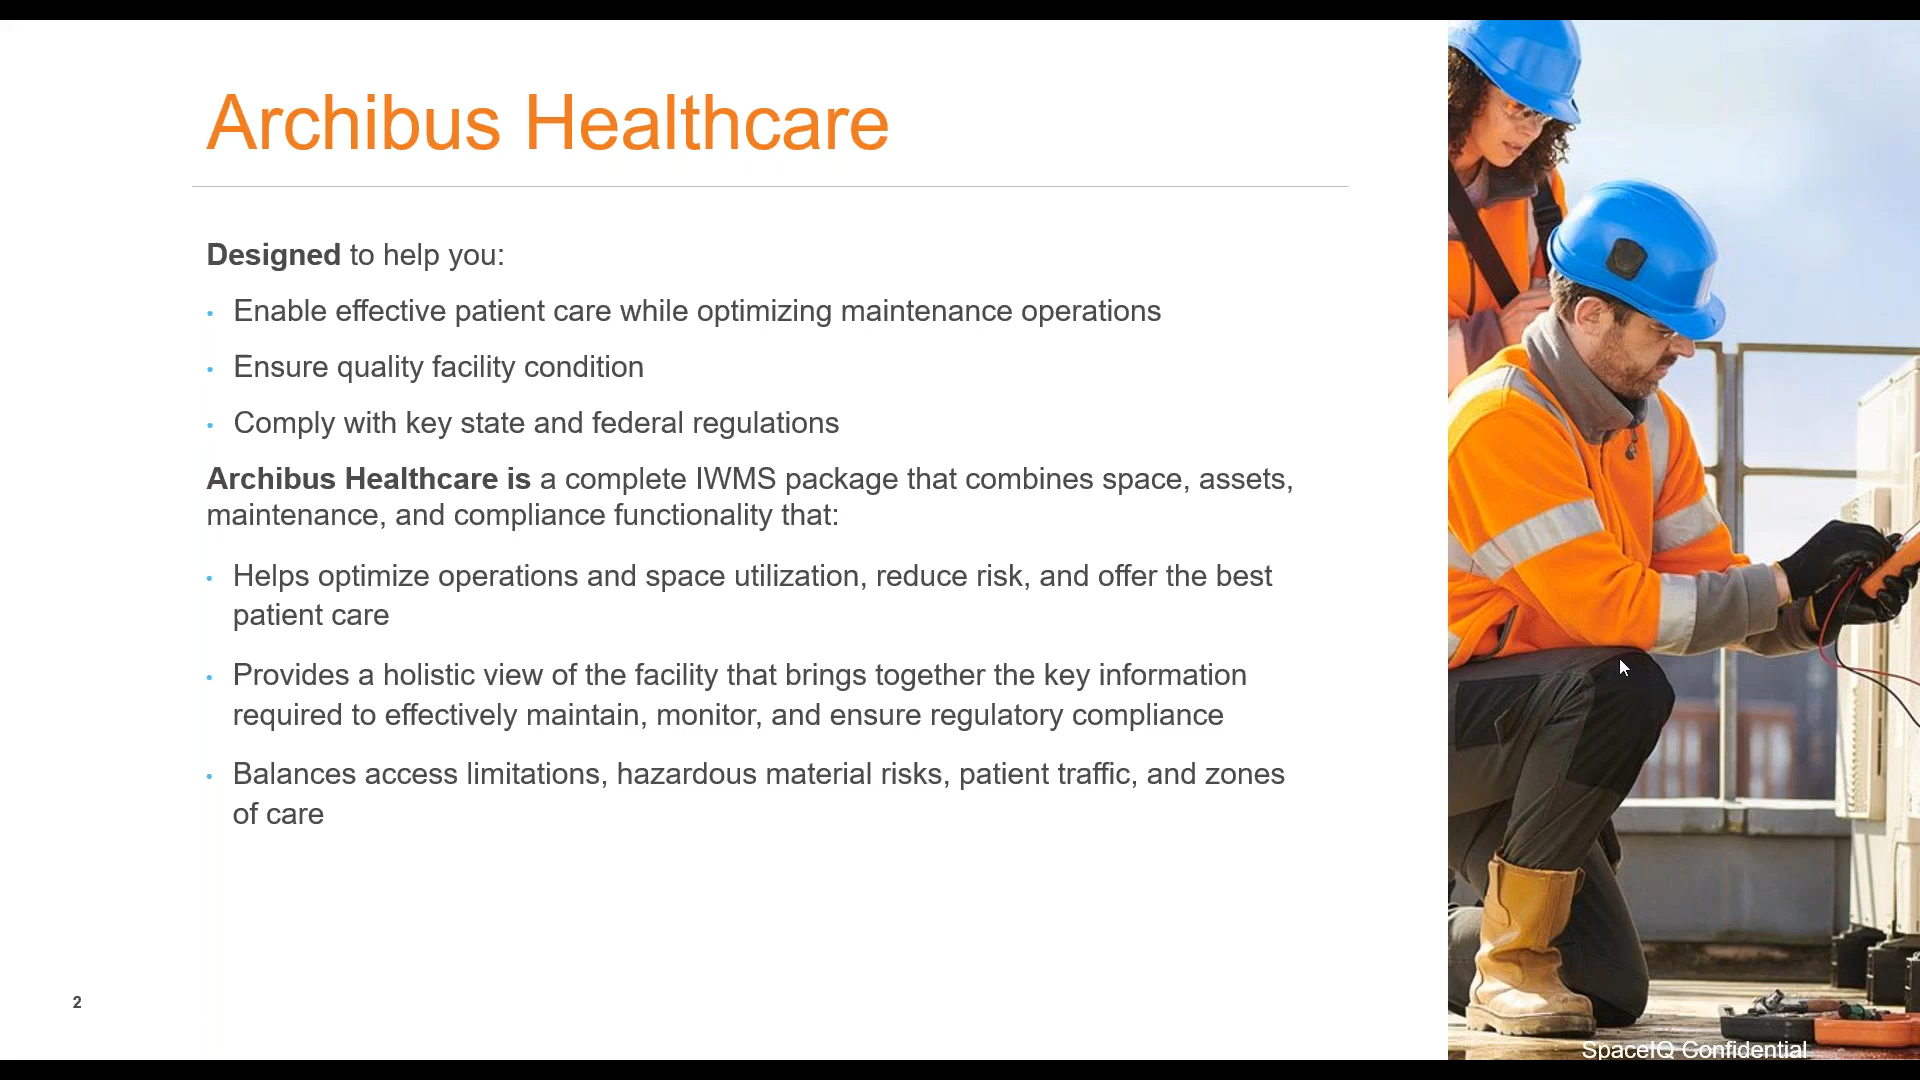 Archibus Healthcare
Designed to help you:
• Enable effective patient care while optimizing maintenance operations
• Ensure quality facility condition
• Comply with key state and federal regulations
Archibus Healthcare is a complete IWMS package that combines space, assets,
maintenance, and compliance functionality that:
• Helps optimize operations and space utilization, reduce risk, and offer the best
patient care
• Provides a holistic view of the facility that brings together the key information
required to effectively maintain, monitor, and ensure regulatory compliance
• Balances access limitations, hazardous material risks, patient traffic, and zones
of care
2
SpaceIQ Confidential